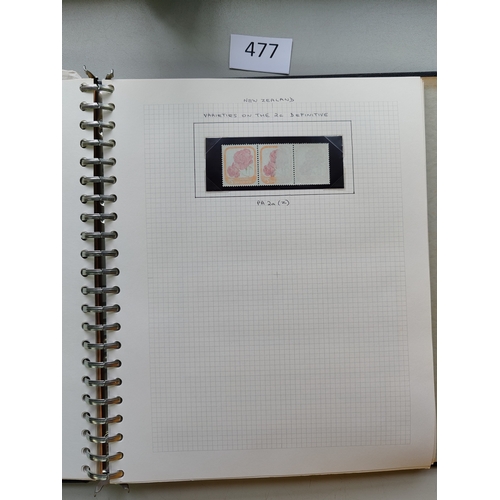 477
NEW ZEALAND
VARIETIES ON THE 2c DEFINITIVE
PA 2a (a)